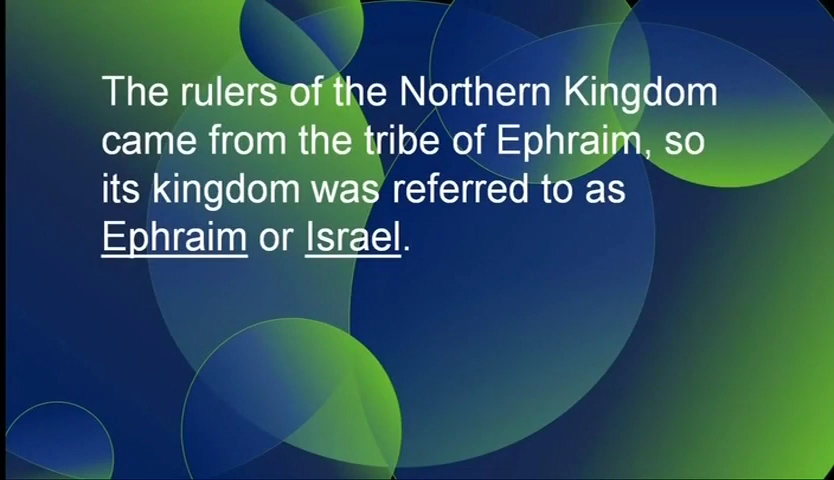 The rulers of the Northern Kingdom
came from the tribe of Ephraim, so
its kingdom was referred to as
Ephraim or Israel.